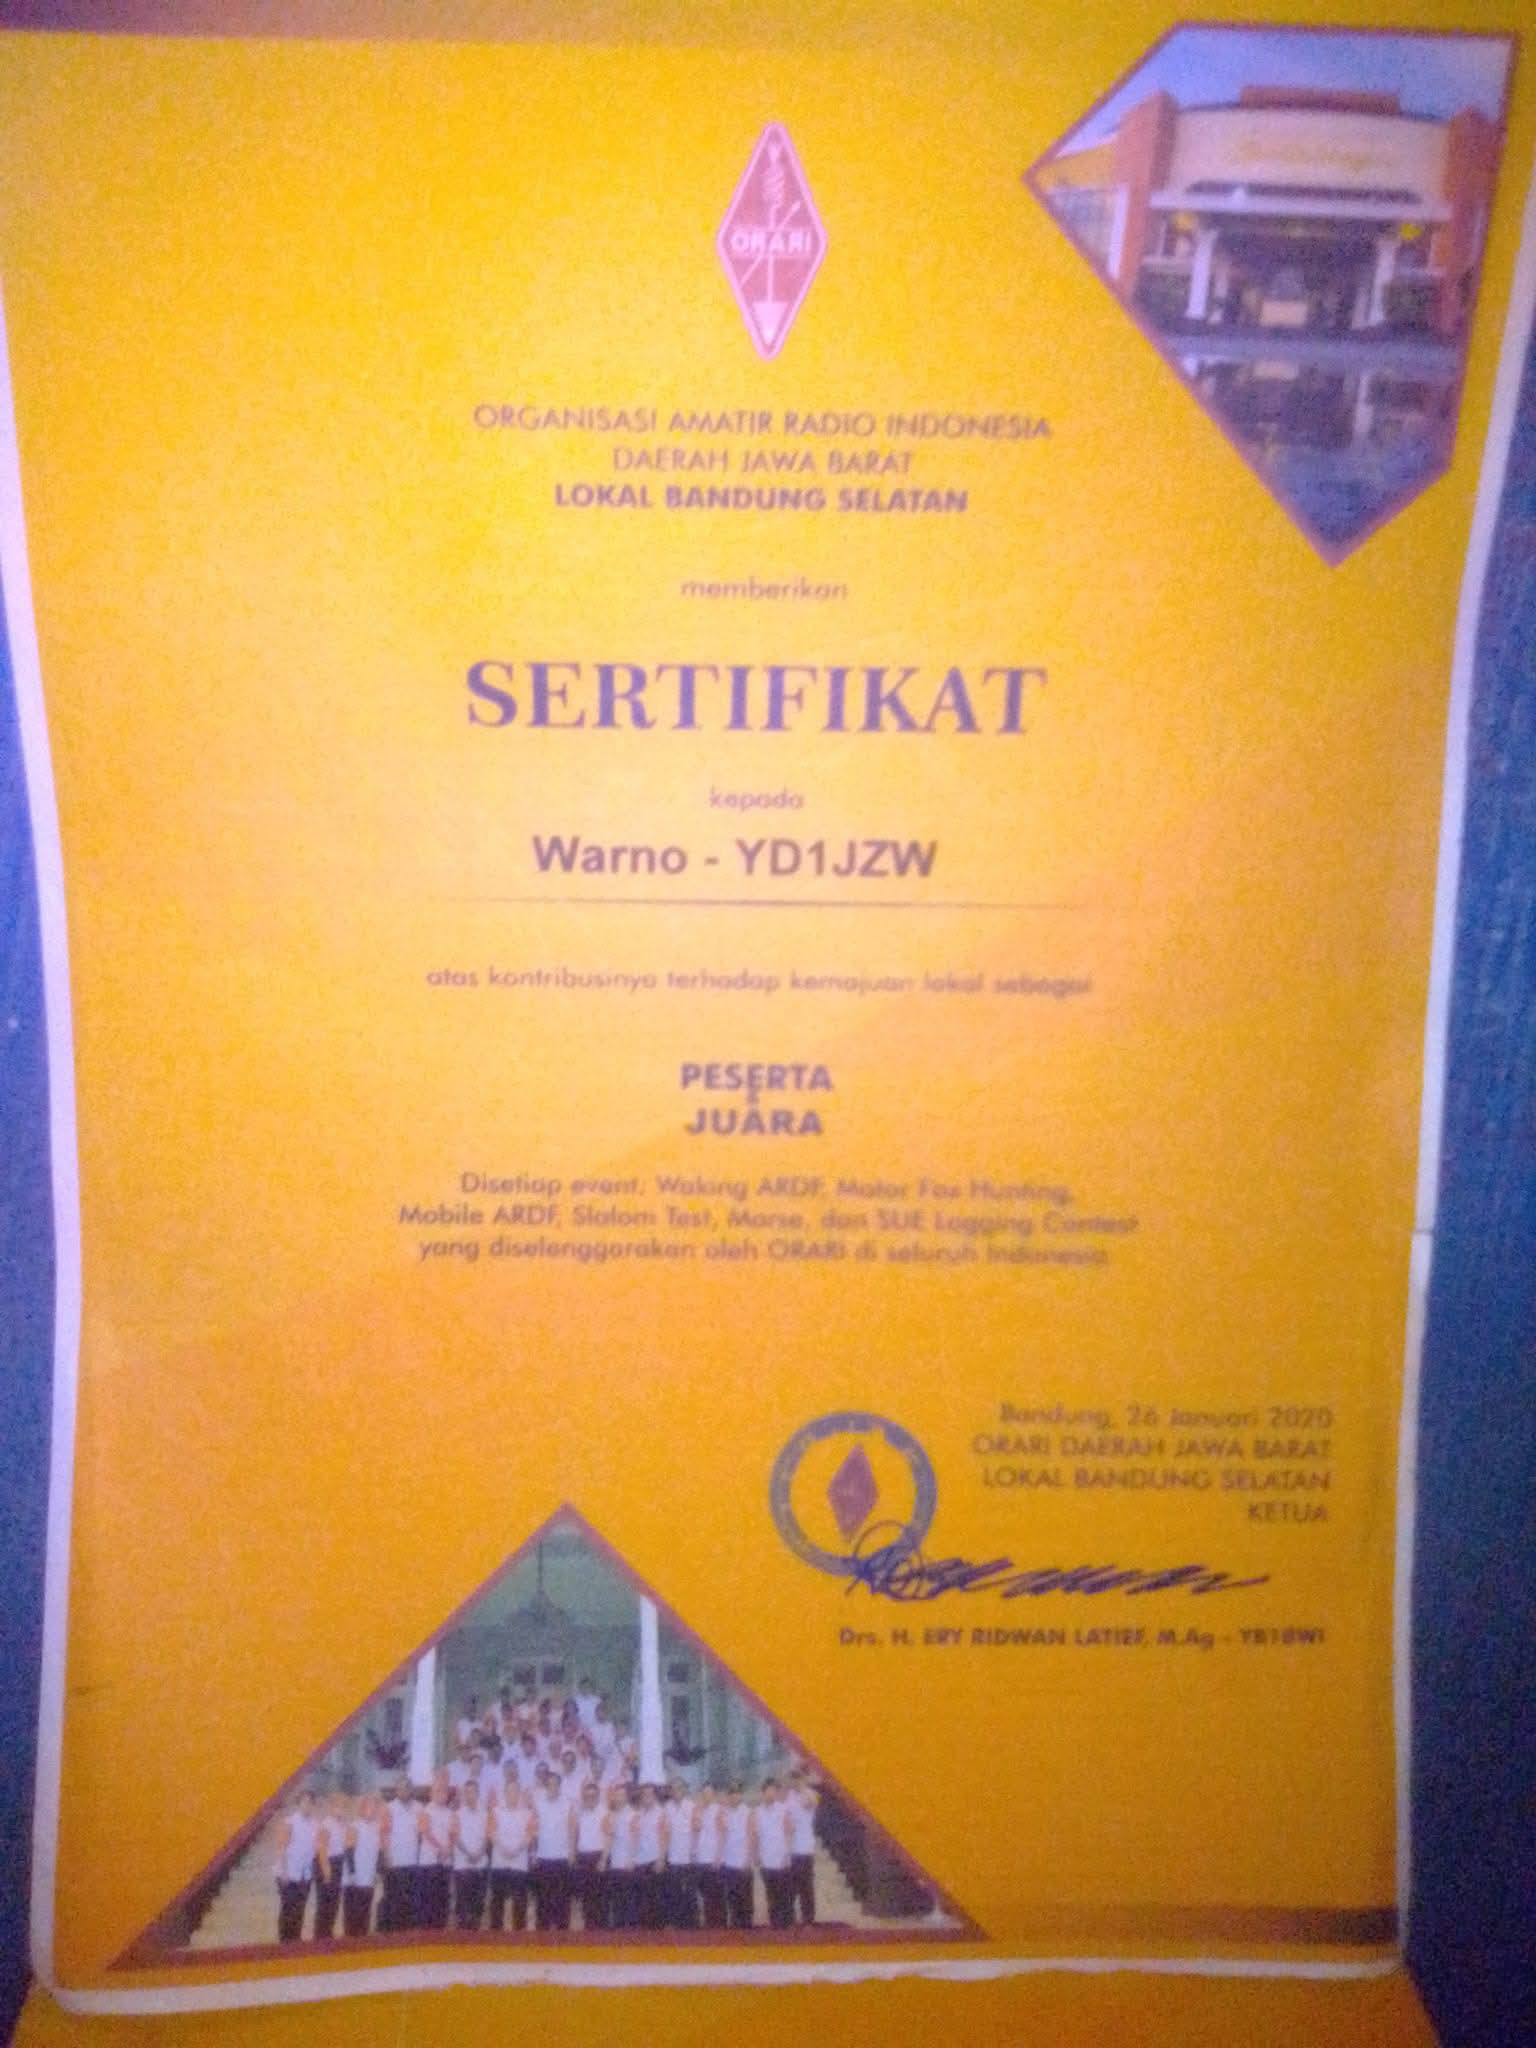 ORARI
ORGANISASI AMATIR RADIO INDONESIA
DAERAH JAWA BARAT
LOKAL BANDUNG SELATAN
memberikan
SERTIFIKAT
kepada
Warno - YD1JZW
atas kontribusinya terhadap kemajuan lokal sebagai
PESERTA
&
JUARA
Disetiap event; Waking ARDF, Motor Fox Hunting,
Mobile ARDF, Slalom Test, Morse, dan SUE Logging Contest
yang diselenggarakan oleh ORARI di seluruh Indonesia
Bandung, 26 Januari 2020
ORARI DAERAH JAWA BARAT
LOKAL BANDUNG SELATAN
KETUA
Drs. H. ERY RIDWAN LATIEF, M.Ag - YB1BWI